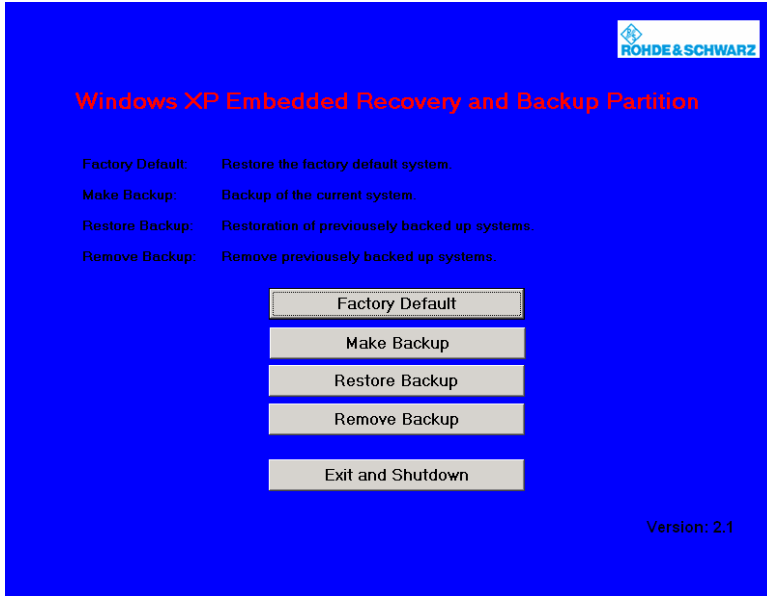 ROHDE & SCHWARZ
Windows XP Embedded Recovery and Backup Partition
Factory Default: Restore the factory default system.
Make Backup: Backup of the current system.
Restore Backup: Restoration of previousely backed up systems.
Remove Backup: Remove previousely backed up systems.
Factory Default
Make Backup
Restore Backup
Remove Backup
Exit and Shutdown
Version: 2,1